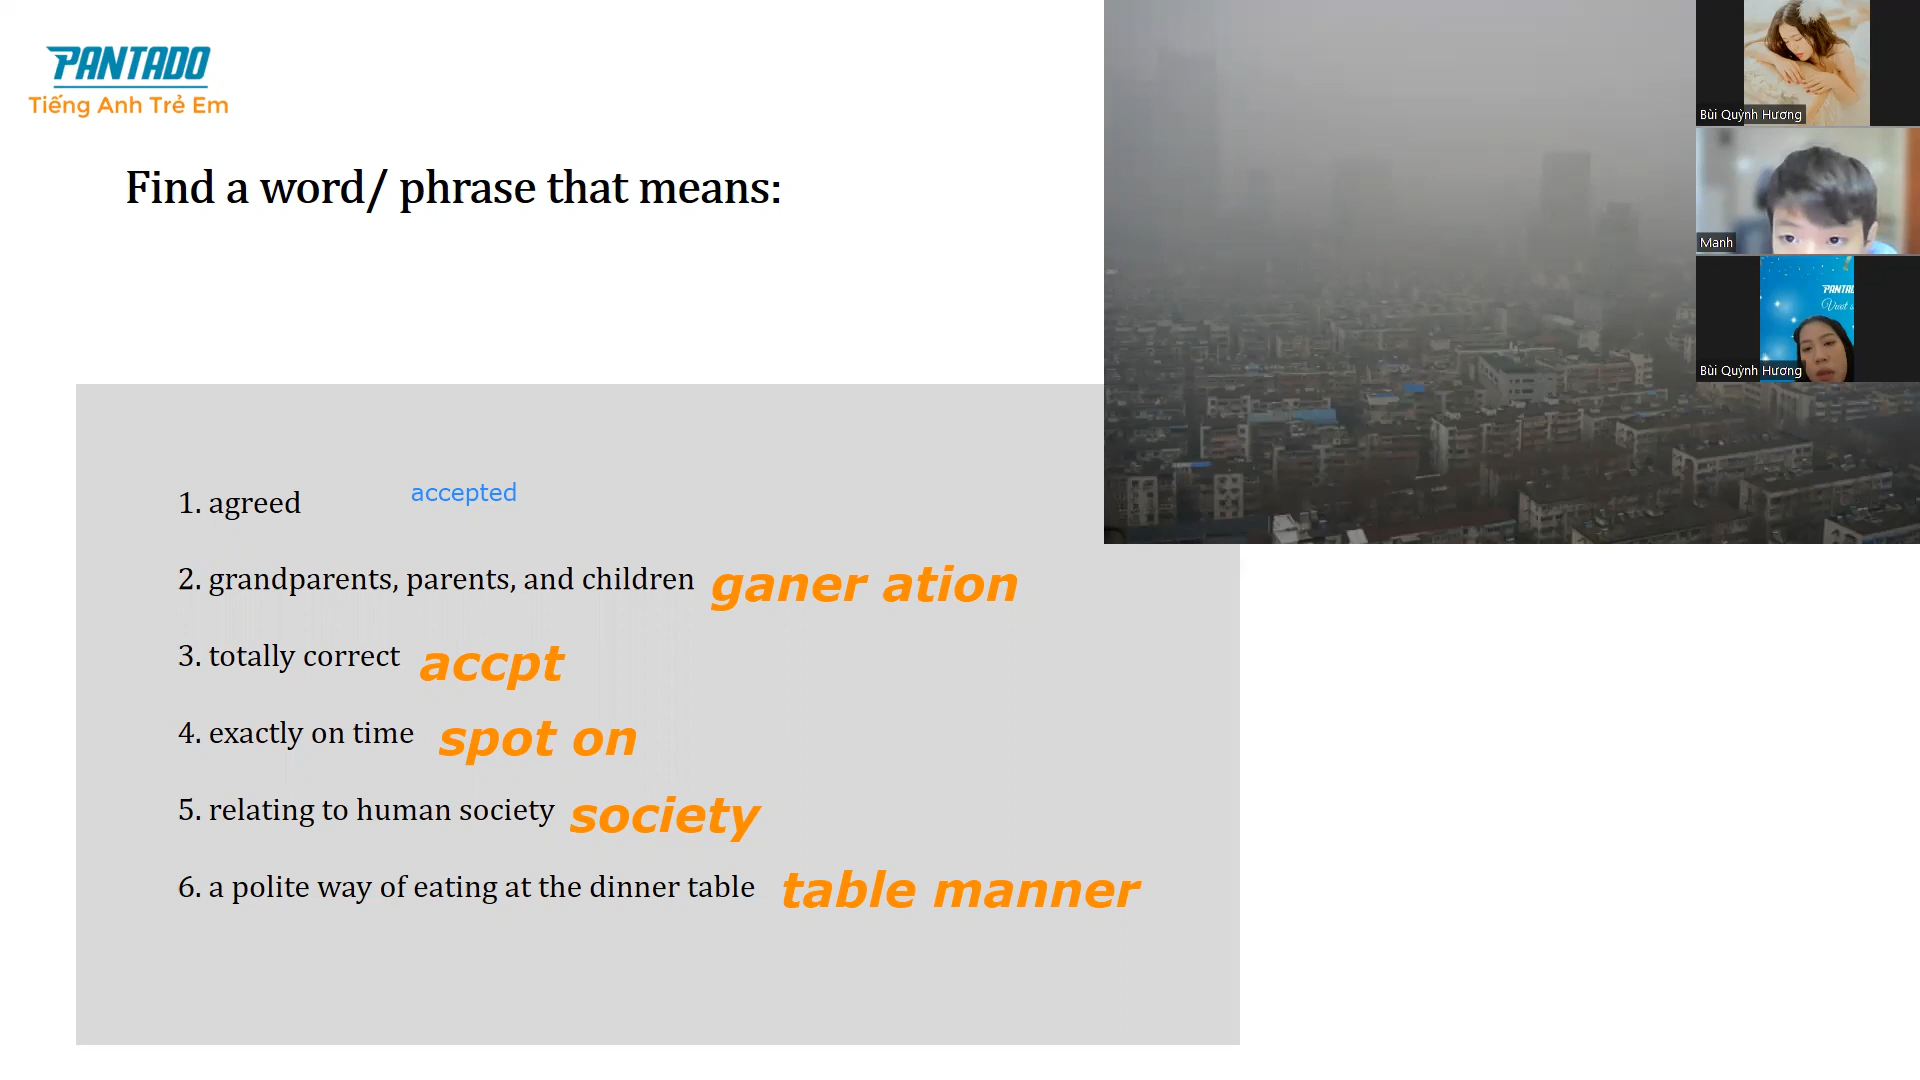 PANTADO
Tiếng Anh Trẻ Em
Find a word/ phrase that means:
1. agreed accepted
2. grandparents, parents, and children ganer ation
3. totally correct accpt
4. exactly on time spot on
5. relating to human society society
6. a polite way of eating at the dinner table table manner
Bùi Quỳnh Hương
Manh
Bùi Quỳnh Hương